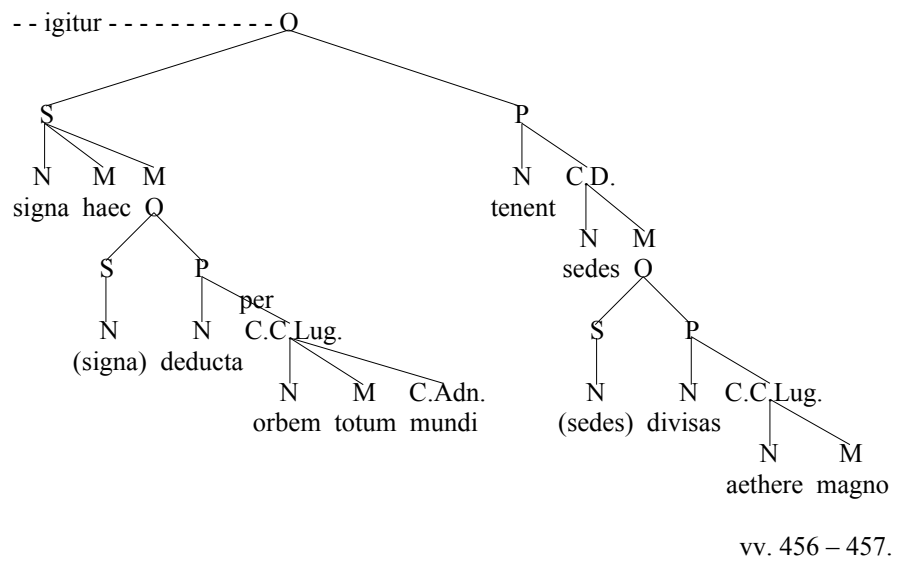 - - igitur - - - - - - - - - - - O
S P
N M M N C.D.
signa haec O tenent
N M
sedes O
S P
per
N N C.C.Lug. S P
(signa) deducta
N M C.Adn. N N C.C.Lug.
orbem totum mundi (sedes) divisas
N M
aethere magno
vv. 456 – 457.